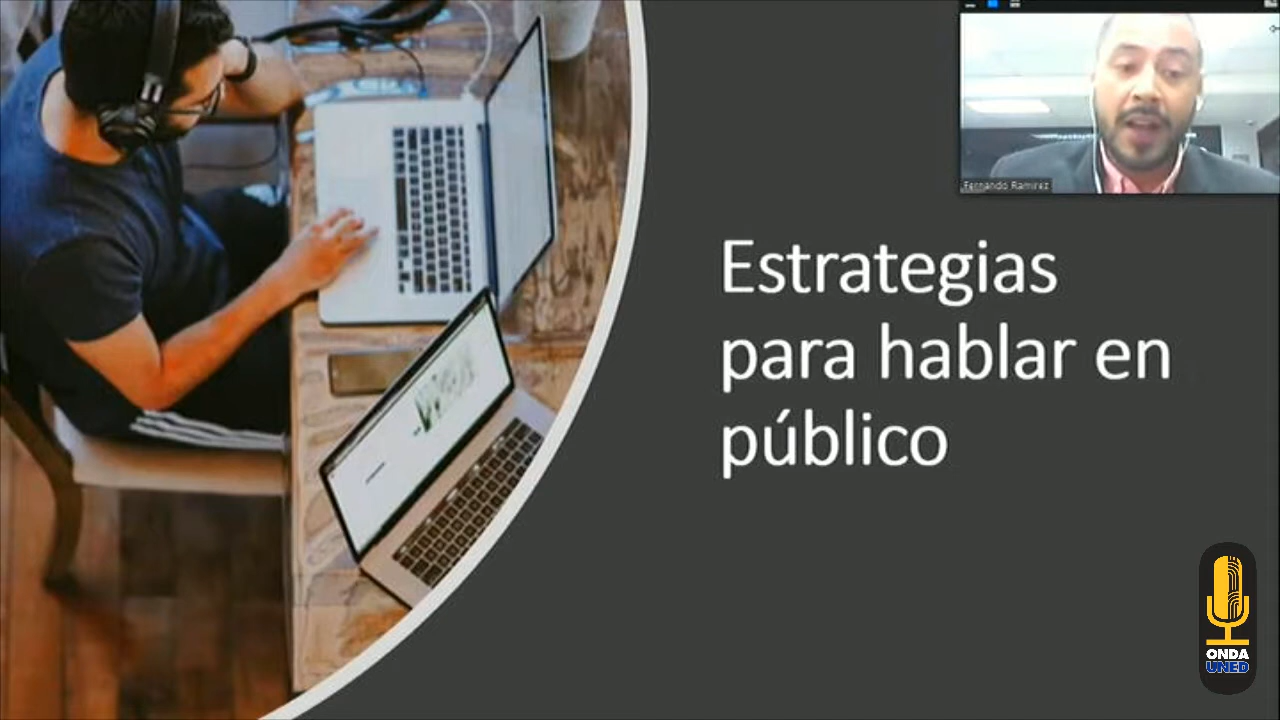 Fernando Ramirez
Estrategias
para hablar en
público
ONDA
UNED